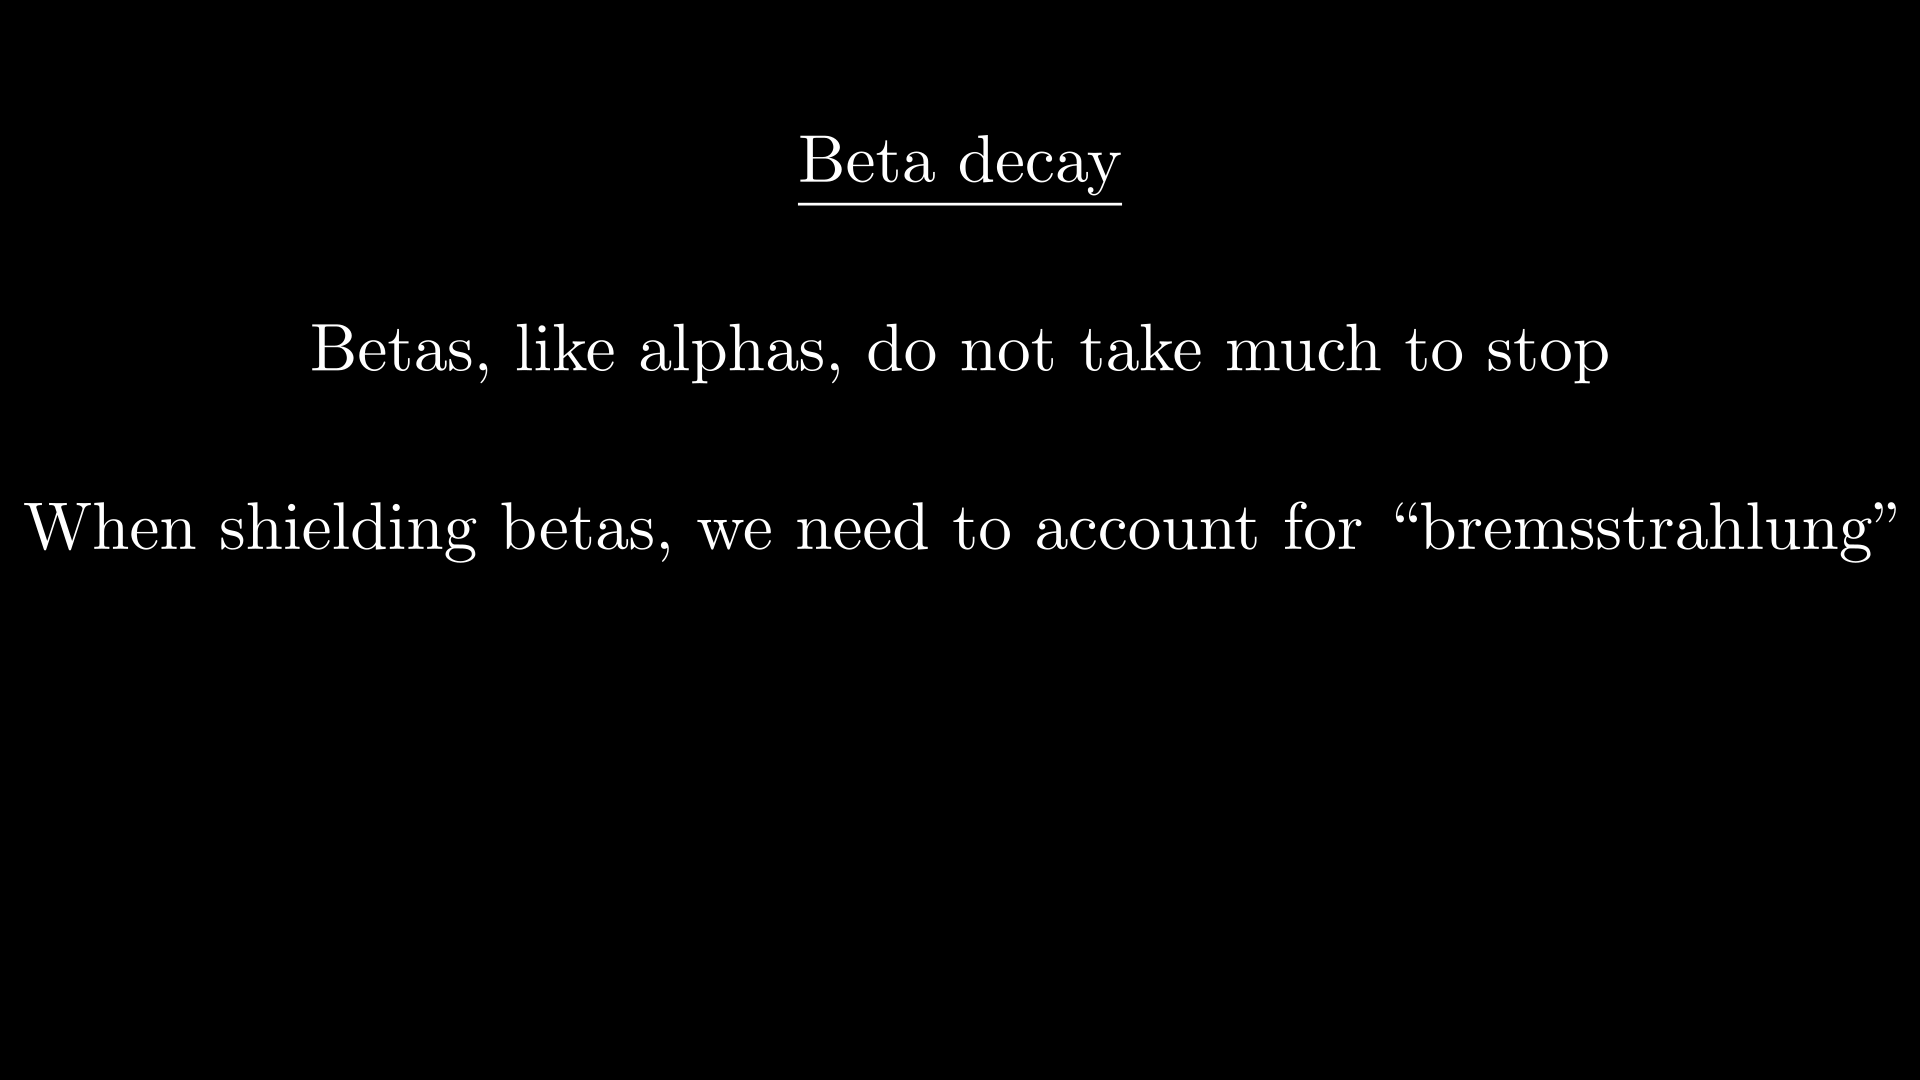 Beta decay
Betas, like alphas, do not take much to stop
When shielding betas, we need to account for “bremsstrahlung”